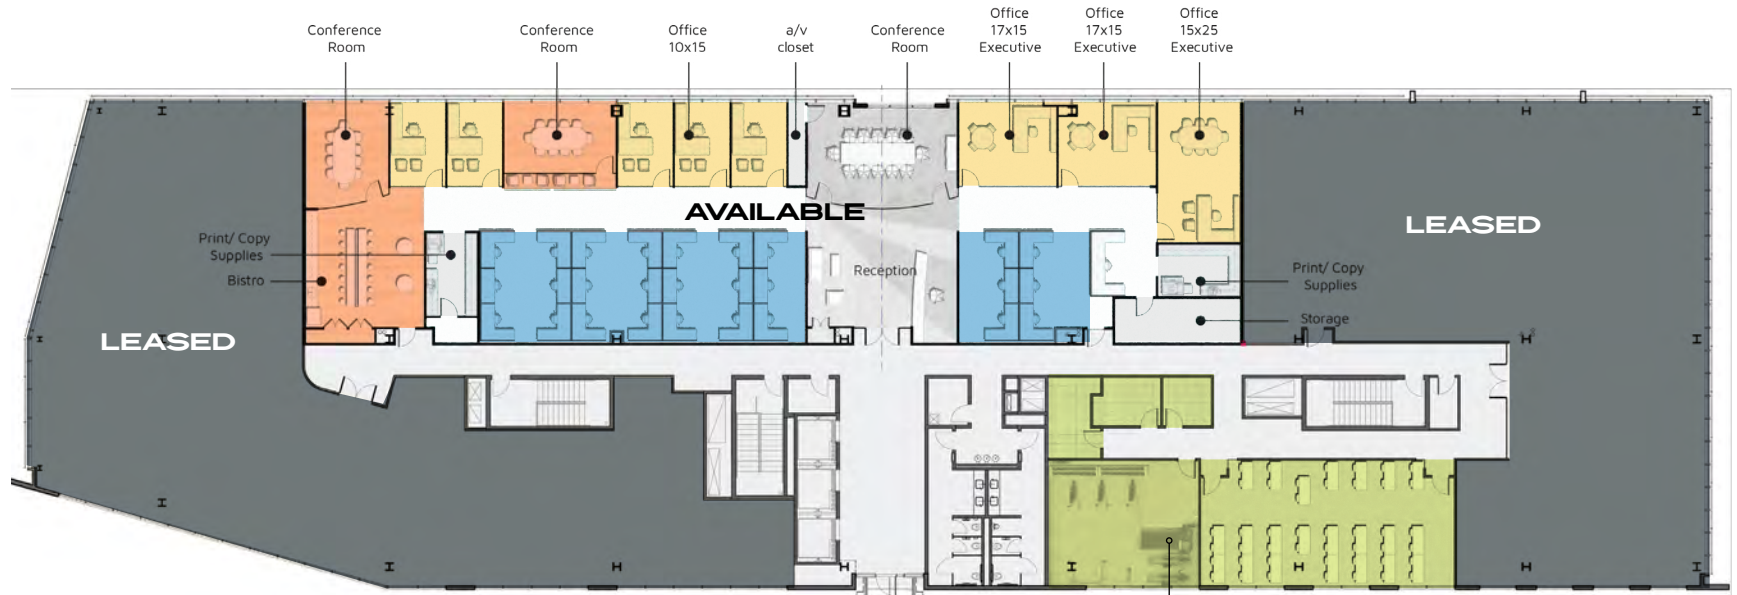 Conference
Room
Conference
Room
Office
10x15
a/v
closet
Conference
Room
Office
17x15
Executive
Office
17x15
Executive
Office
15x25
Executive
AVAILABLE
LEASED
Print/ Copy
Supplies
Bistro
Reception
Print/ Copy
Supplies
Storage
LEASED